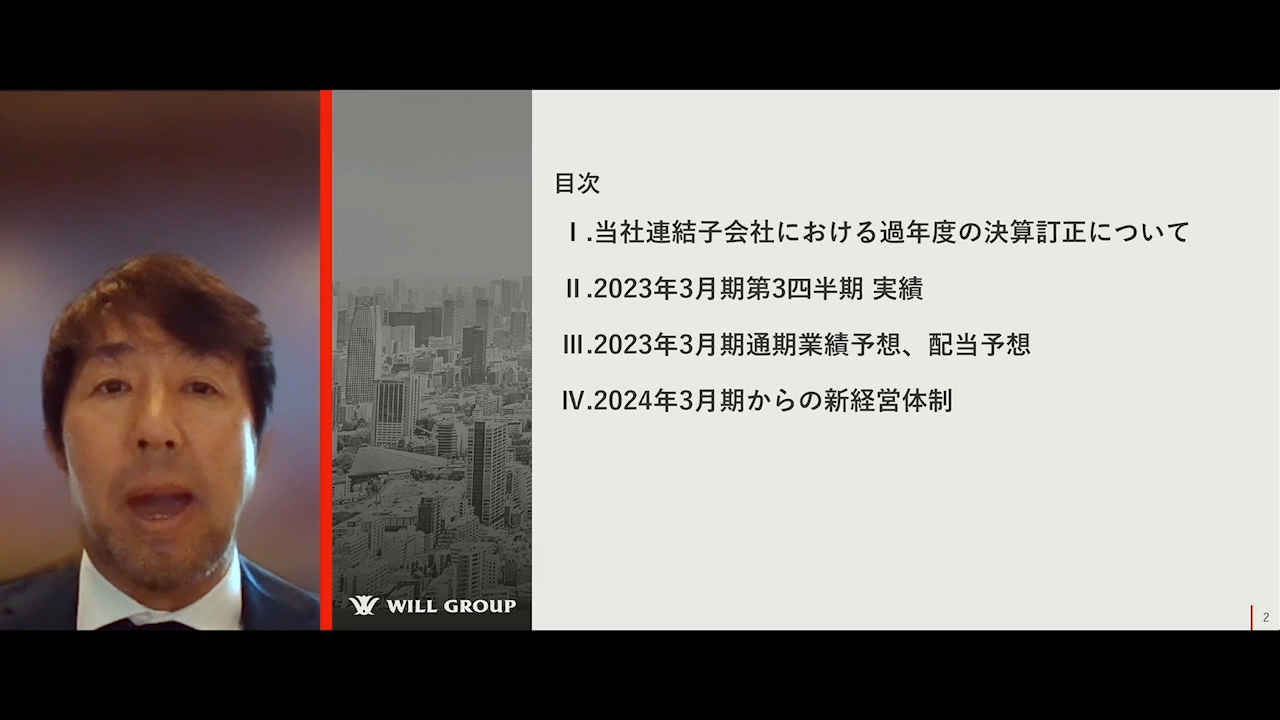 目次
Ⅰ.当社連結子会社における過年度の決算訂正について
Ⅱ.2023年3月期第3四半期 実績
Ⅲ.2023年3月期通期業績予想、配当予想
Ⅳ.2024年3月期からの新経営体制
WILL GROUP
2